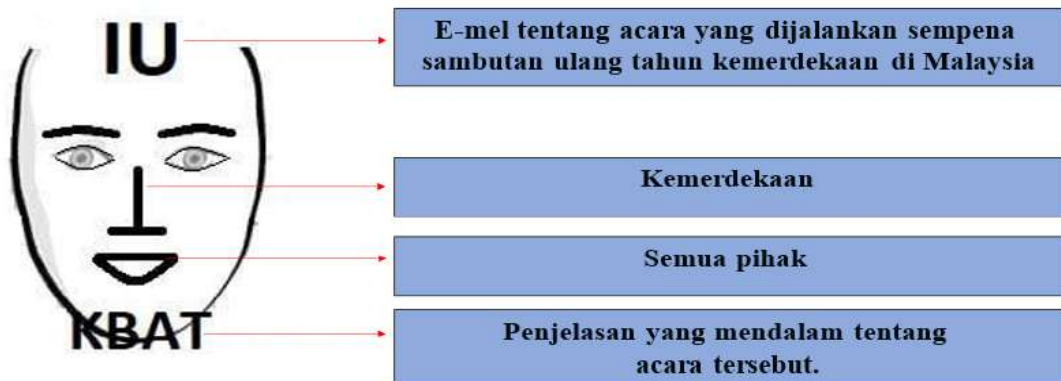 IU
E-mel tentang acara yang dijalankan sempena
sambutan ulang tahun kemerdekaan di Malaysia
Kemerdekaan
Semua pihak
KBAT
Penjelasan yang mendalam tentang
acara tersebut.